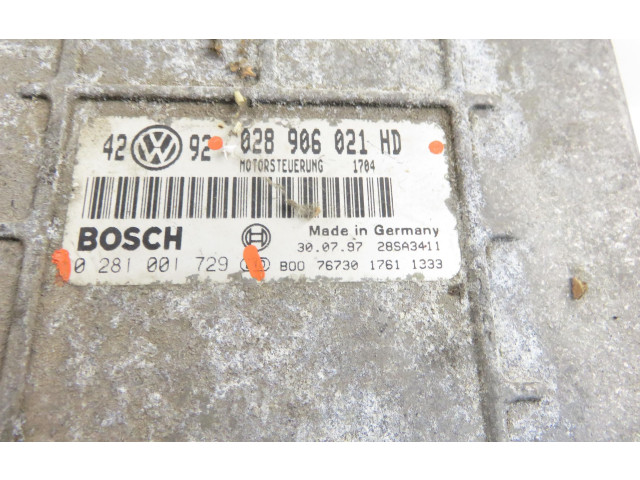 42 VW 92 028 906 021 HD
MOTORSTEUERUNG 1704
BOSCH Made in Germany
30.07.97 28SA3411
0 281 001 729 B00 76730 1761 1333